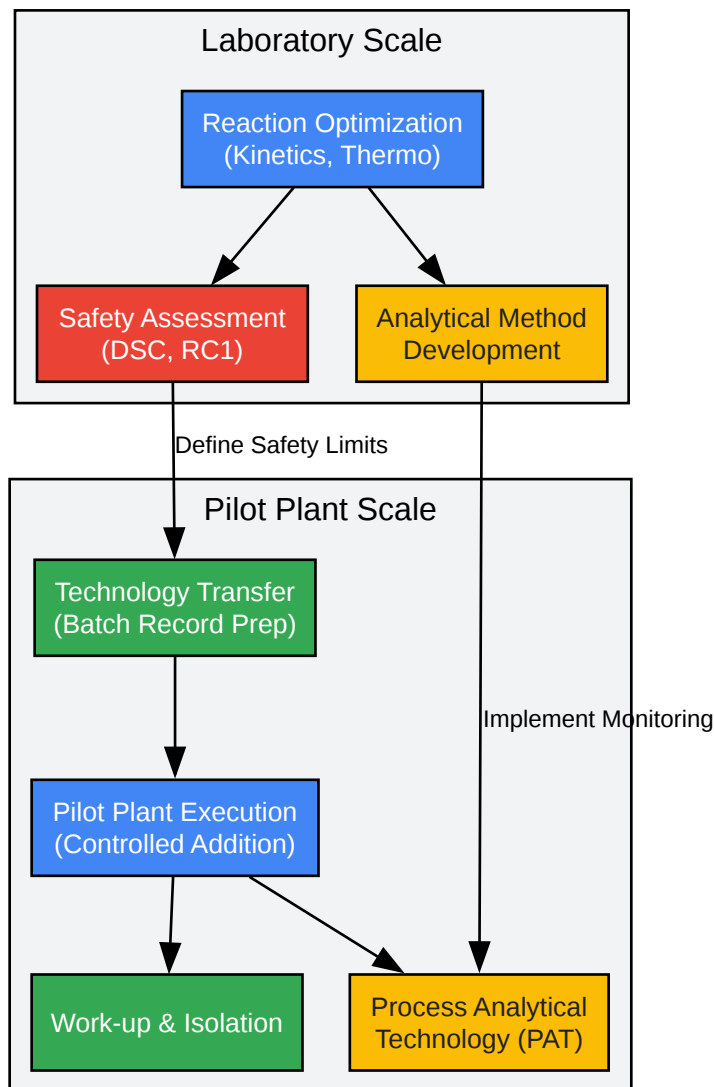 Laboratory Scale
Reaction Optimization
(Kinetics, Thermo)
Safety Assessment
(DSC, RC1)
Analytical Method
Development
Define Safety Limits
Pilot Plant Scale
Technology Transfer
(Batch Record Prep)
Implement Monitoring
Pilot Plant Execution
(Controlled Addition)
Work-up & Isolation
Process Analytical
Technology (PAT)